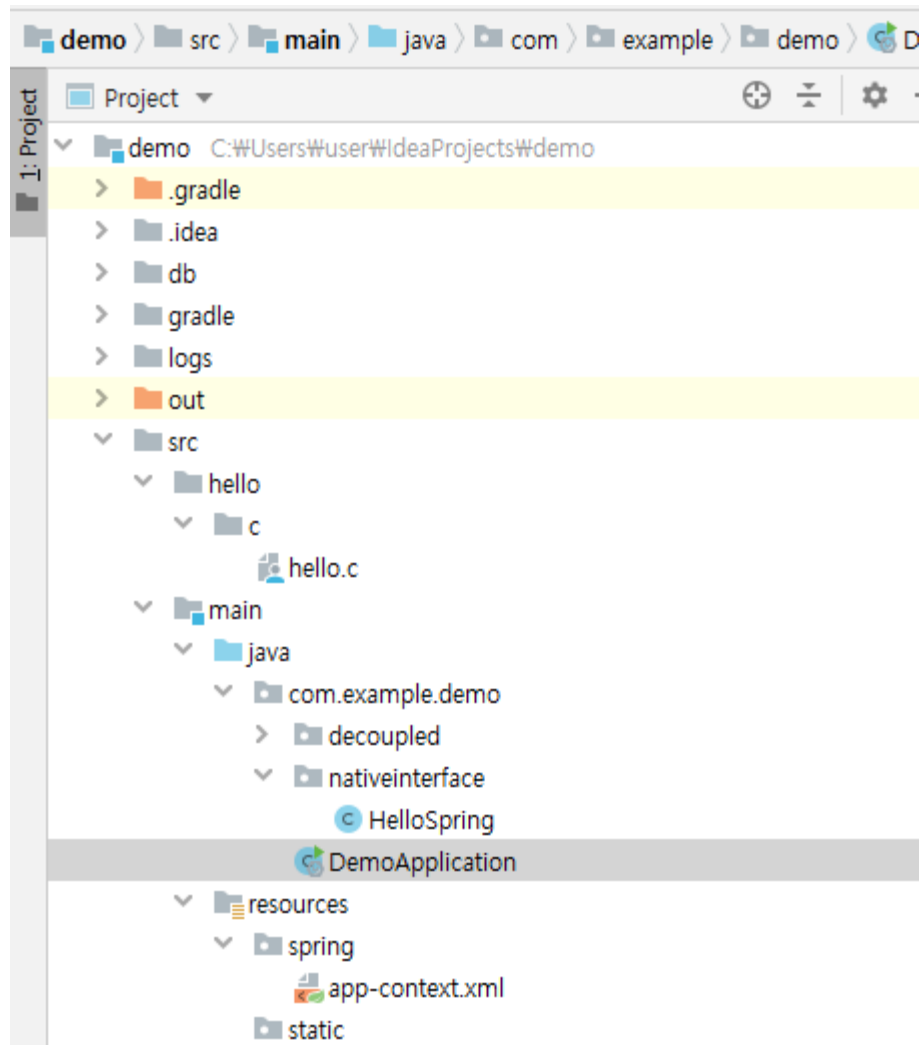 demo src main java com example demo D
1: Project
Project
demo C:₩Users₩user₩IdeaProjects₩demo
.gradle
.idea
db
gradle
logs
out
src
hello
c
hello.c
main
java
com.example.demo
decoupled
nativeinterface
HelloSpring
DemoApplication
resources
spring
app-context.xml
static